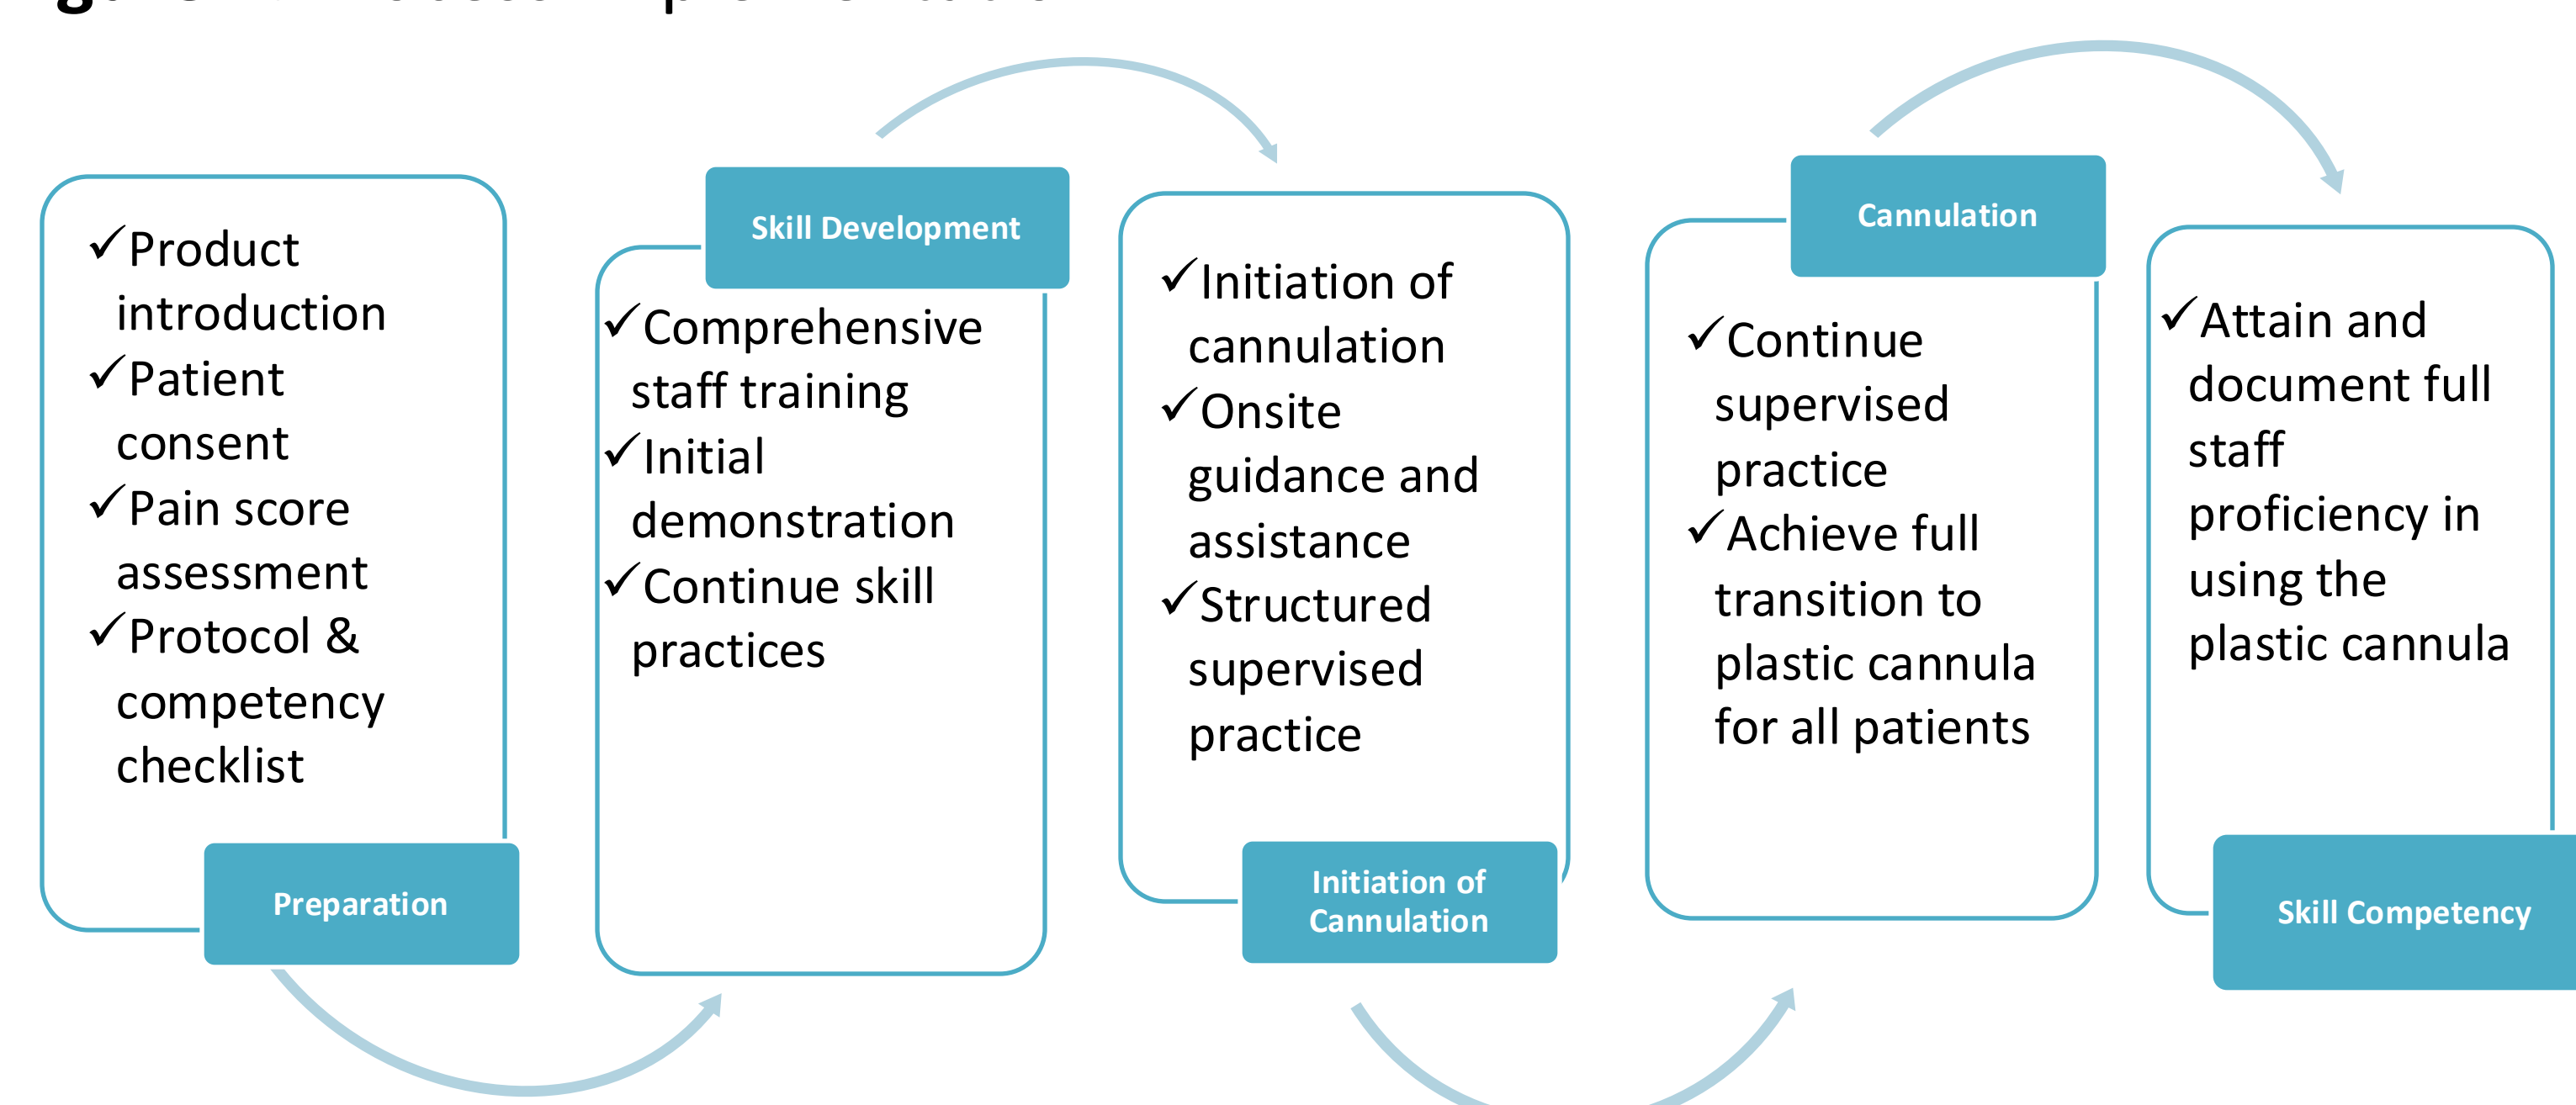 ✓Product
introduction
✓Patient
consent
✓Pain score
assessment
✓Protocol &
competency
checklist
Preparation
Skill Development
✓Comprehensive
staff training
✓Initial
demonstration
✓Continue skill
practices
✓Initiation of
cannulation
✓Onsite
guidance and
assistance
✓Structured
supervised
practice
Initiation of
Cannulation
Cannulation
✓Continue
supervised
practice
✓Achieve full
transition to
plastic cannula
for all patients
✓Attain and
document full
staff
proficiency in
using the
plastic cannula
Skill Competency